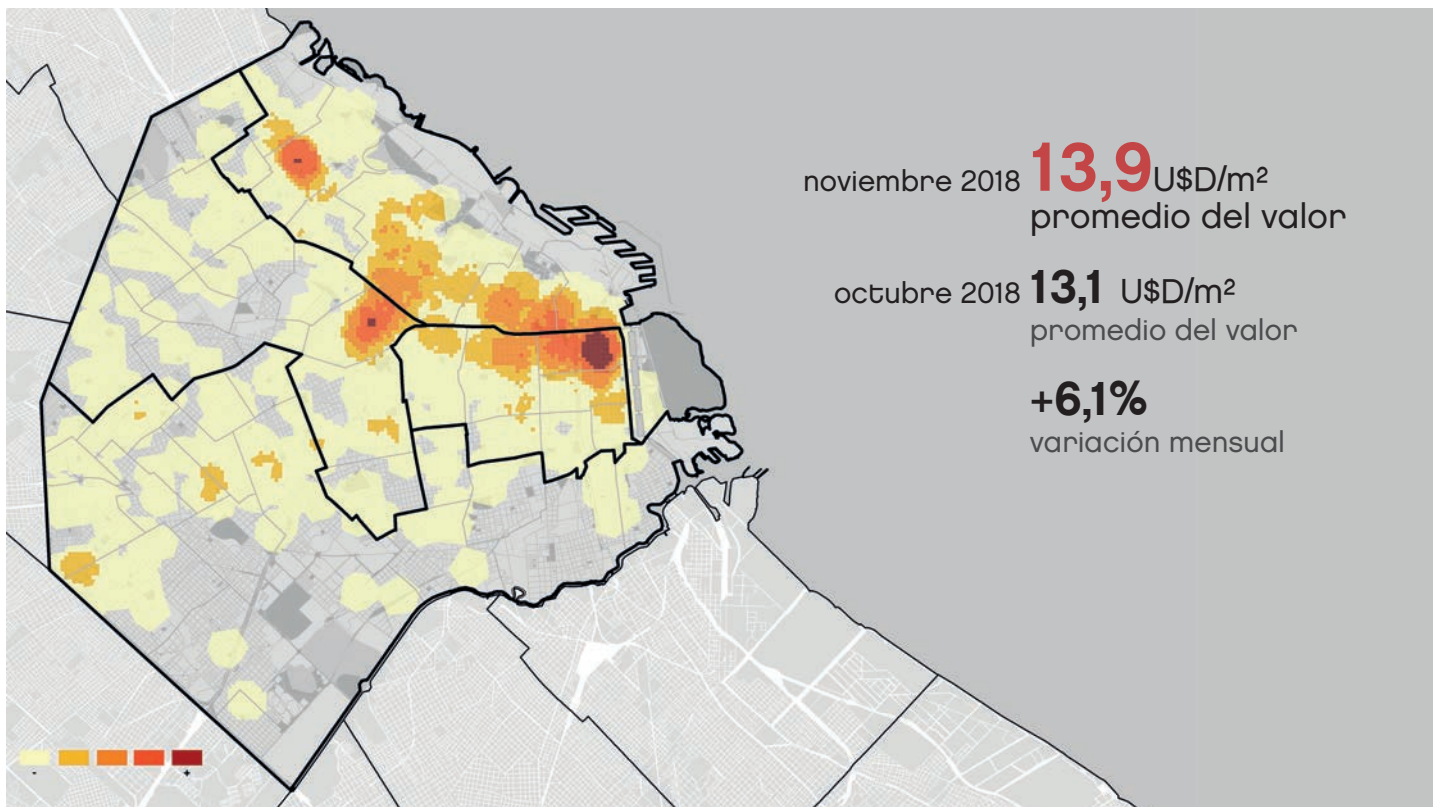 noviembre 2018 13,9 U$D/m²
promedio del valor
octubre 2018 13,1 U$D/m²
promedio del valor
+6,1%
variación mensual
- +